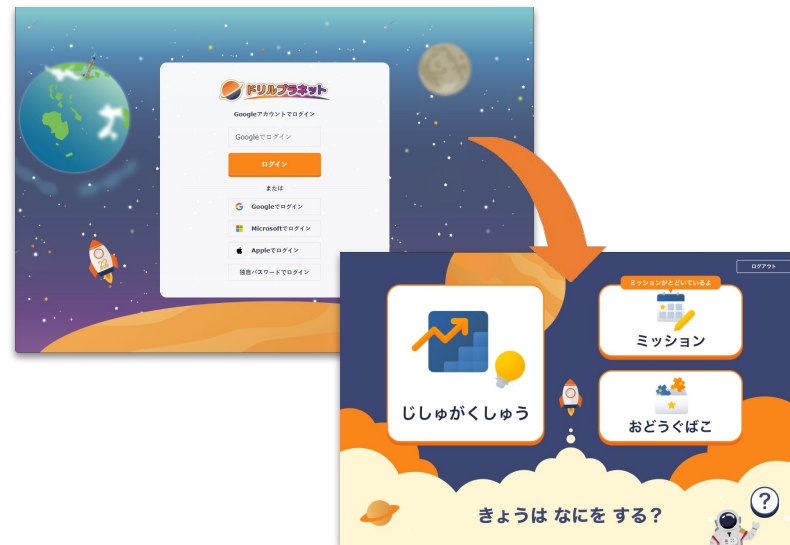 ドリルプラネット
Googleアカウントでログイン
Googleでログイン
ログイン
または
Googleでログイン
Microsoftでログイン
Appleでログイン
独自パスワードでログイン
22
ログアウト
じしゅがくしゅう
ミッションがとどいているよ
ミッション
おどうぐばこ
きょうは なにを する？
?